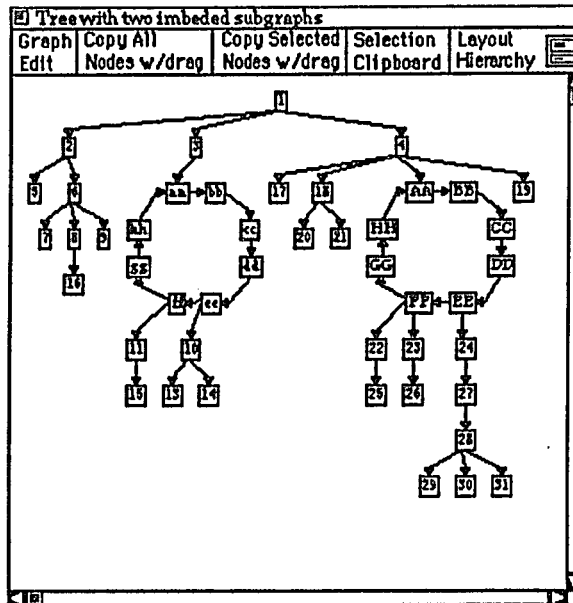 Tree with two imbeded subgraphs
Graph Copy All Copy Selected Selection Layout
Edit Nodes w/drag Nodes w/drag Clipboard Hierarchy
1
2 3 4
6 aa bb 17 18 AA BB 19
7 8 hh cc 20 21 HH CC
16 gg dd GG DD
ff ee FF EE
11 10 22 23 24
15 13 14 25 26 27
28
29 30 31